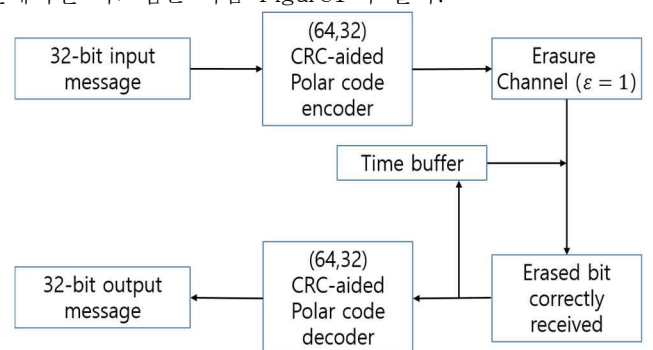 Figure1
32-bit input
message
(64,32)
CRC-aided
Polar code
encoder
Erasure
Channel (ε = 1)
Time buffer
32-bit output
message
(64,32)
CRC-aided
Polar code
decoder
Erased bit
correctly
received